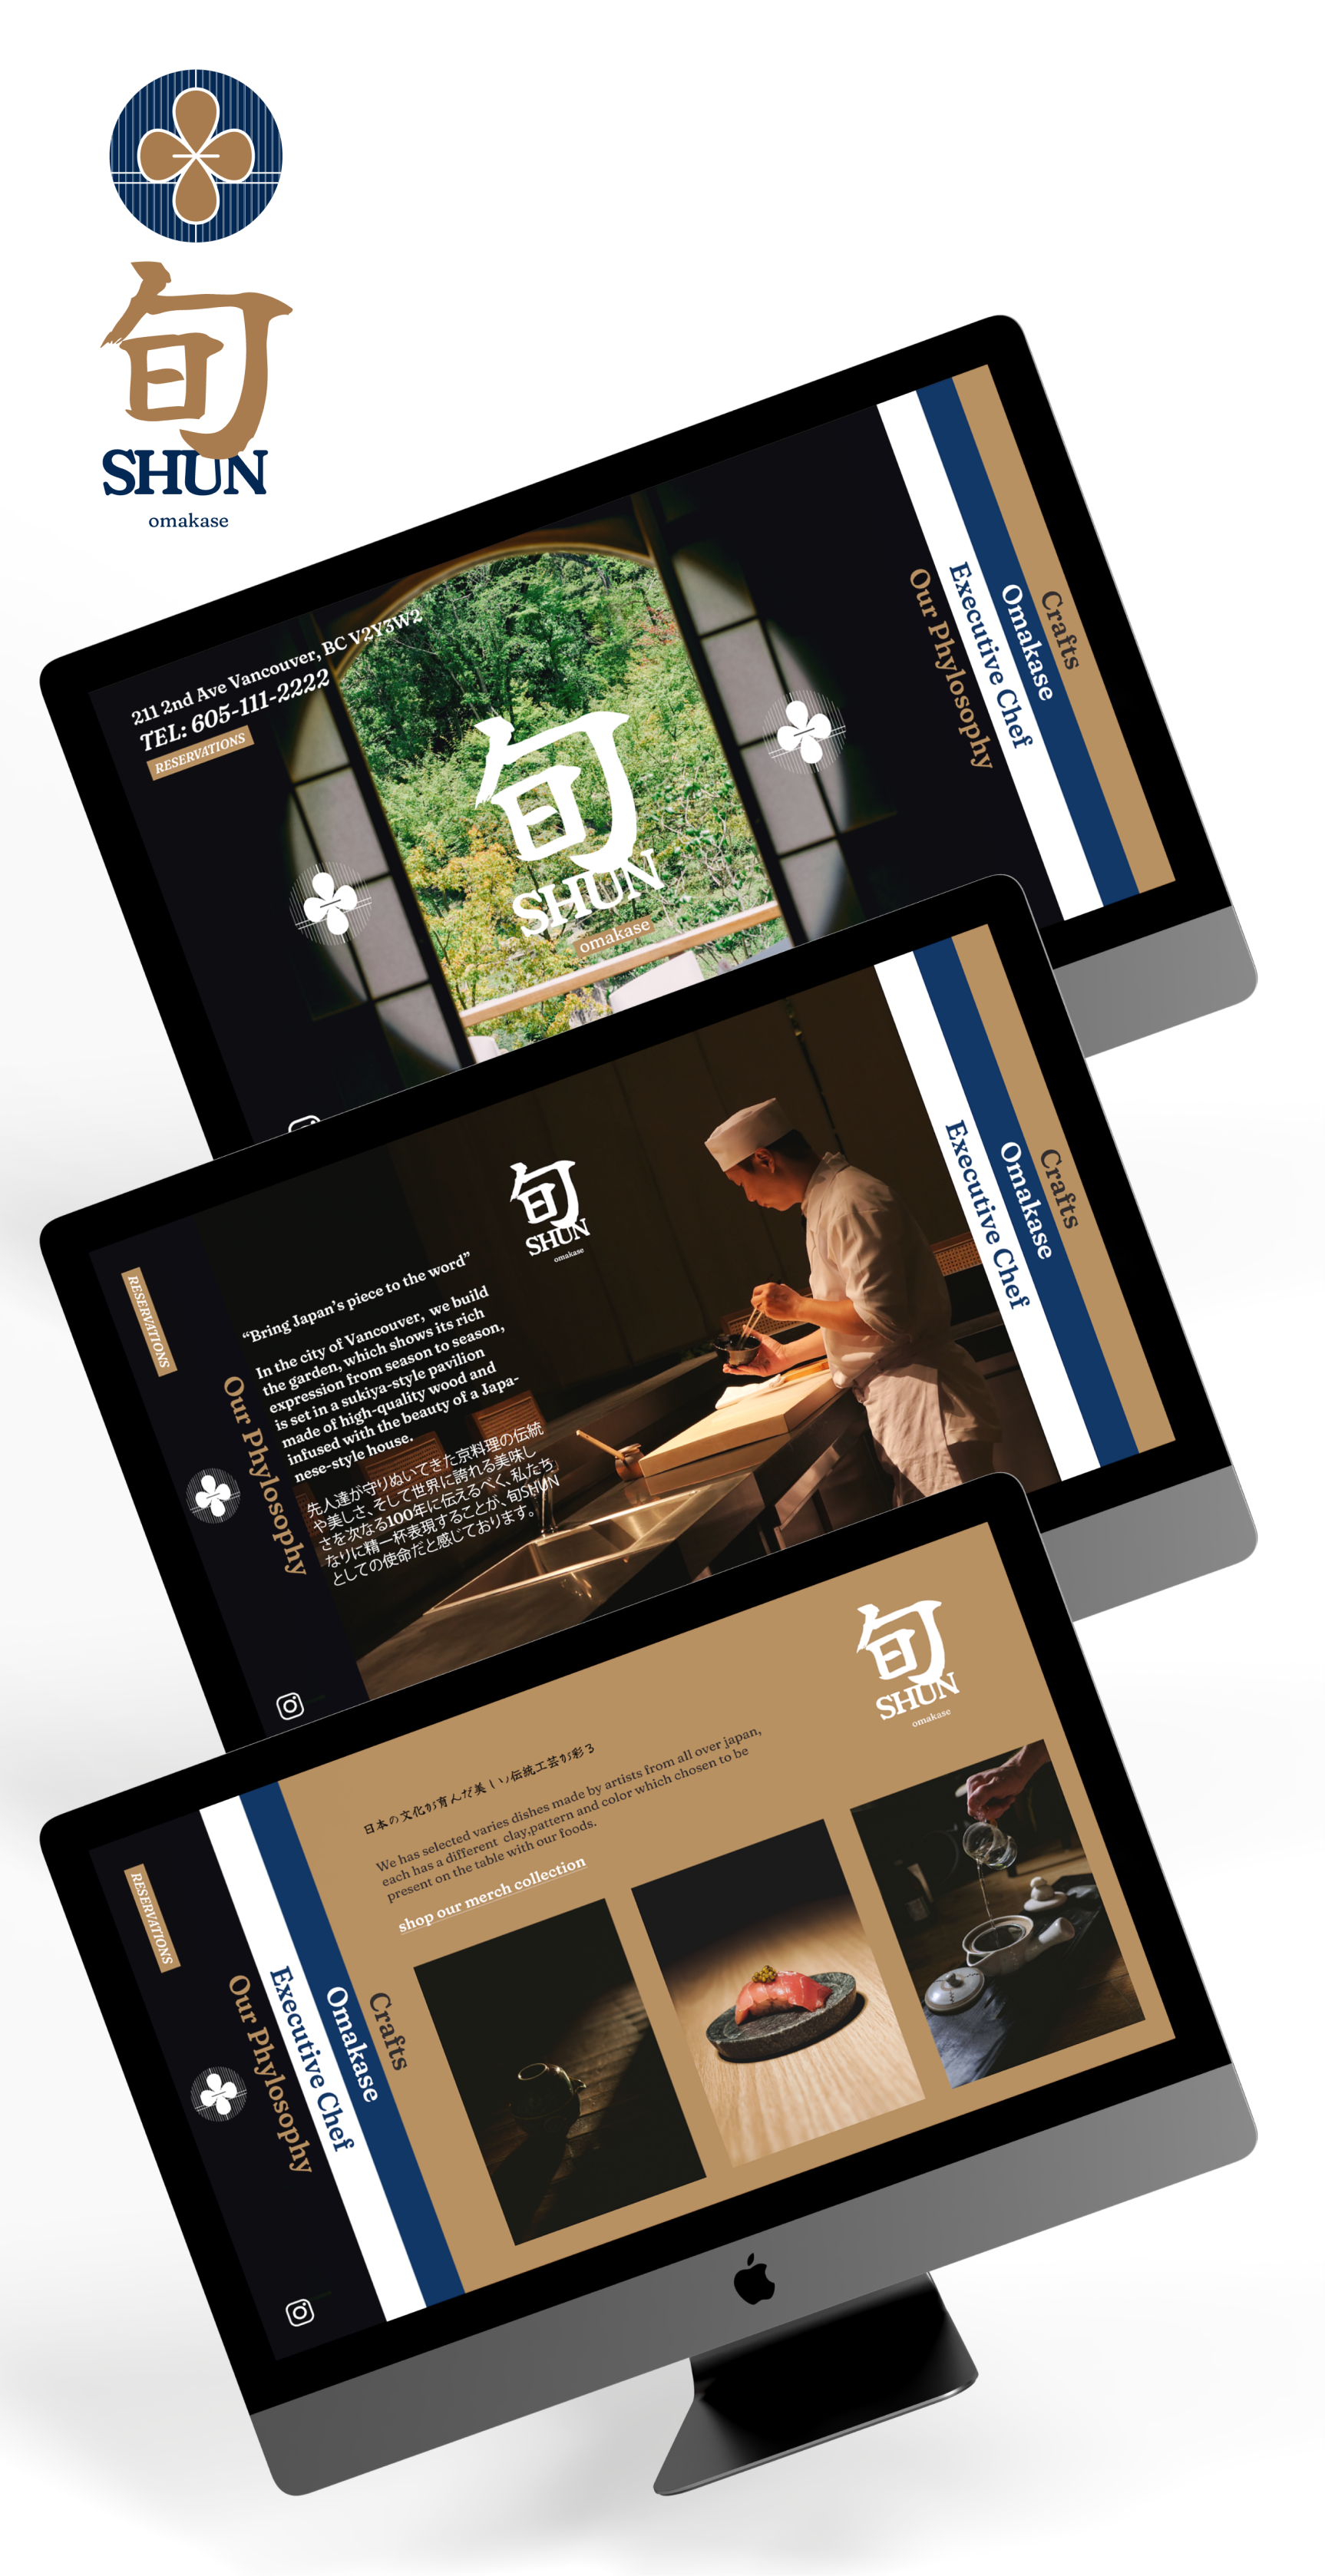 旬
SHUN
omakase
211 2nd Ave Vancouver, BC V2Y3W2
TEL: 605-111-2222
RESERVATIONS
旬
SHUN
omakase
Our Phylosophy
Executive Chef
Omakase
Crafts
RESERVATIONS
Our Phylosophy
“Bring Japan’s piece to the word”
In the city of Vancouver, we build
the garden, which shows its rich
expression from season to season,
is set in a sukiya-style pavilion
made of high-quality wood and
infused with the beauty of a Japa-
nese-style house.
先人達が守りぬいてきた京料理の伝統
や美しさ、そして世界に誇れる美味し
さを次なる100年に伝えるべく、私たち
なりに精一杯表現することが、旬SHUN
としての使命だと感じております。
旬
SHUN
omakase
Executive Chef
Omakase
Crafts
RESERVATIONS
Our Phylosophy
Executive Chef
Omakase
Crafts
日本の文化が育んだ美しい伝統工芸が彩る
We has selected varies dishes made by artists from all over japan,
each has a different clay,pattern and color which chosen to be
present on the table with our foods.
shop our merch collection
旬
SHUN
omakase